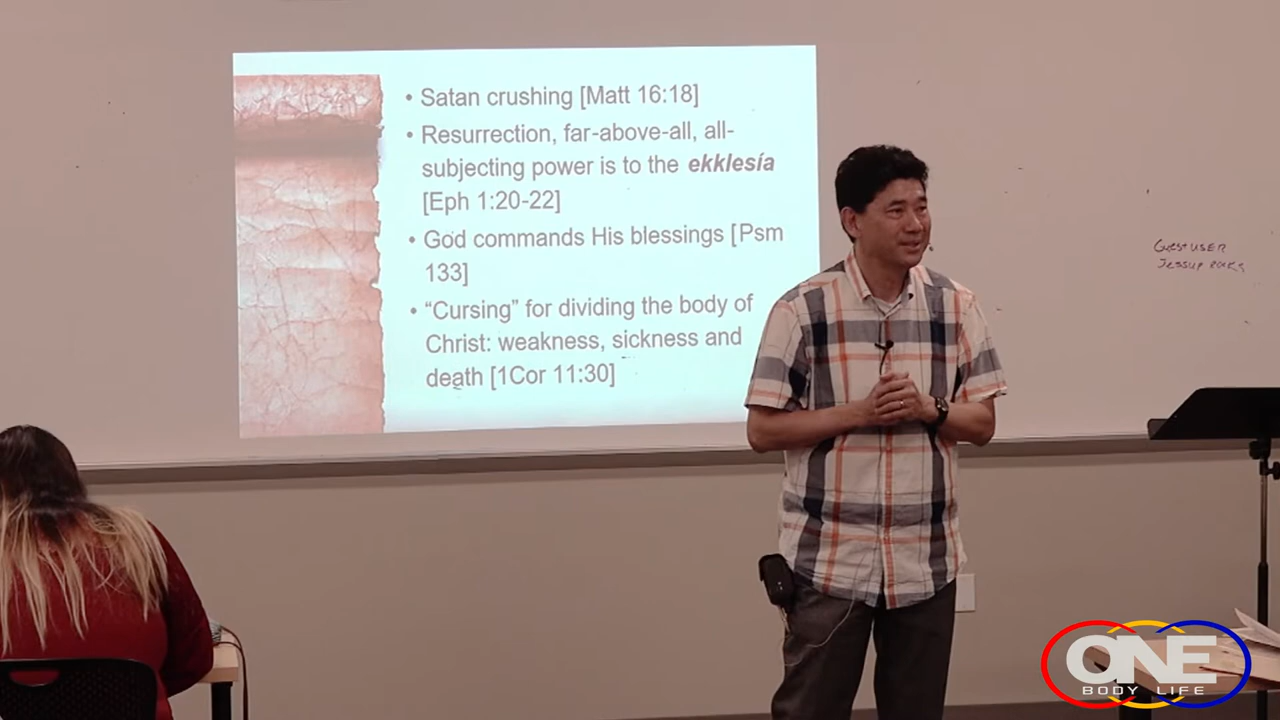 • Satan crushing [Matt 16:18]
• Resurrection, far-above-all, all-
subjecting power is to the ekklesía
[Eph 1:20-22]
• God commands His blessings [Psm
133]
• “Cursing” for dividing the body of
Christ: weakness, sickness and
death [1Cor 11:30]
Guest USER
Jessup rocks
ONE
BODY LIFE